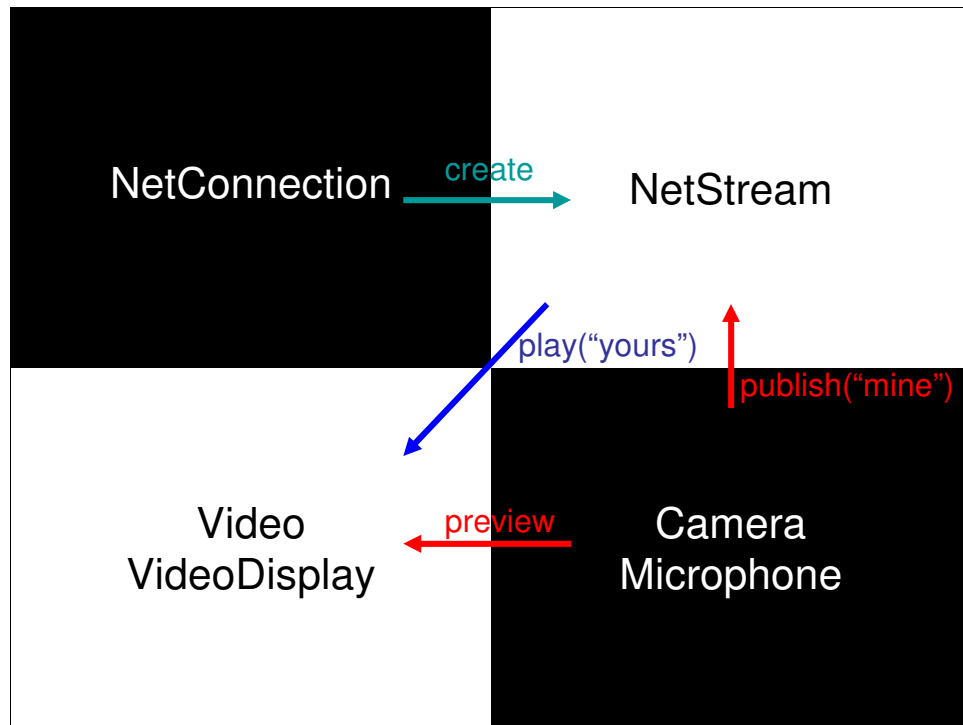 NetConnection
create
NetStream
play(“yours”)
publish(“mine”)
Video
VideoDisplay
preview
Camera
Microphone